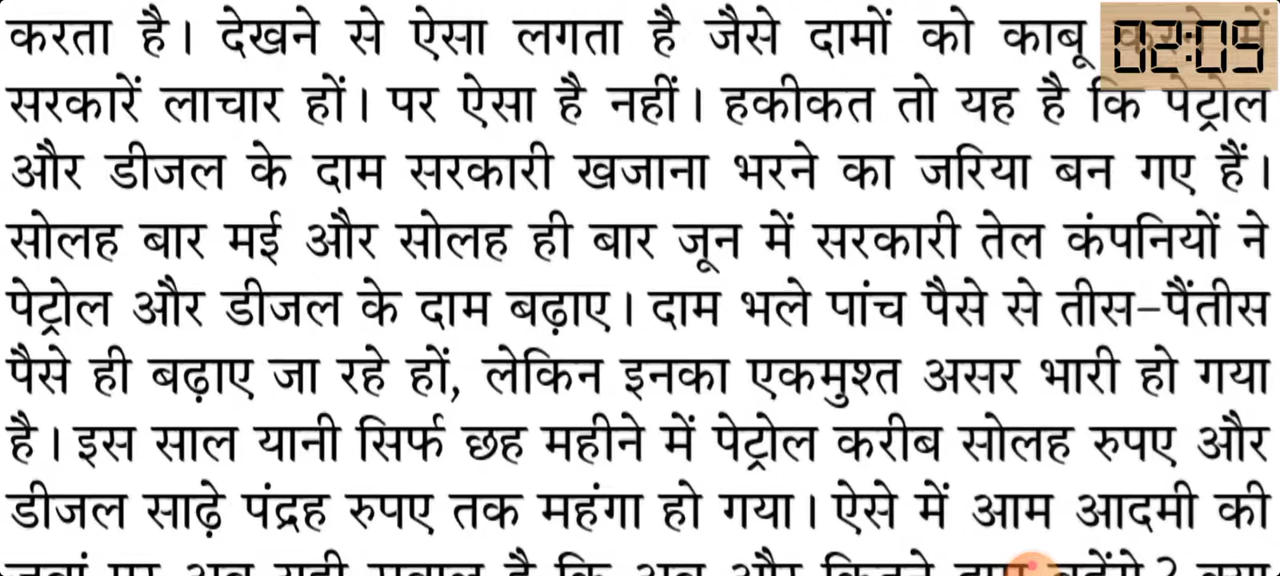 करता है। देखने से ऐसा लगता है जैसे दामों को काबू करने में
02:05
सरकारें लाचार हों। पर ऐसा है नहीं। हकीकत तो यह है कि पेट्रोल
और डीजल के दाम सरकारी खजाना भरने का जरिया बन गए हैं।
सोलह बार मई और सोलह ही बार जून में सरकारी तेल कंपनियों ने
पेट्रोल और डीजल के दाम बढ़ाए। दाम भले पांच पैसे से तीस-पैंतीस
पैसे ही बढ़ाए जा रहे हों, लेकिन इनका एकमुश्त असर भारी हो गया
है। इस साल यानी सिर्फ छह महीने में पेट्रोल करीब सोलह रुपए और
डीजल साढ़े पंद्रह रुपए तक महंगा हो गया। ऐसे में आम आदमी की